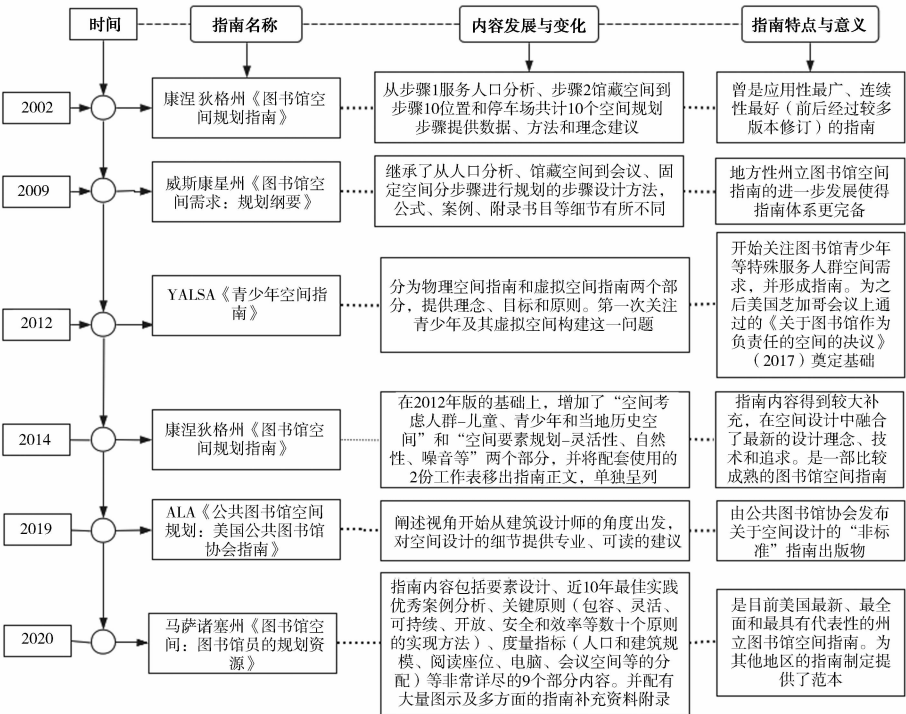 时间
指南名称
内容发展与变化
指南特点与意义
2002
康涅狄格州《图书馆空
间规划指南》
从步骤1服务人口分析、步骤2馆藏空间到
步骤10位置和停车场共计10个空间规划
步骤提供数据、方法和理念建议
曾是应用性最广、连续
性最好（前后经过较多
版本修订）的指南
2009
威斯康星州《图书馆空
间需求：规划纲要》
继承了从人口分析、馆藏空间到会议、固
定空间分步骤进行规划的步骤设计方法，
公式、案例、附录书目等细节有所不同
地方性州立图书馆空间
指南的进一步发展使得
指南体系更完备
2012
YALSA《青少年空间指
南》
分为物理空间指南和虚拟空间指南两个部
分，提供理念、目标和原则。第一次关注
青少年及其虚拟空间构建这一问题
开始关注图书馆青少年
等特殊服务人群空间需
求，并形成指南。为之
后美国芝加哥会议上通
过的《关于图书馆作为
负责任的空间的决议》
（2017）奠定基础
2014
康涅狄格州《图书馆空
间规划指南》
在2012年版的基础上，增加了“空间考
虑人群-儿童、青少年和当地历史空
间”和“空间要素规划-灵活性、自然
性、噪音等”两个部分，并将配套使用的
2份工作表移出指南正文，单独呈列
指南内容得到较大补
充，在空间设计中融合
了最新的设计理念、技
术和追求。是一部比较
成熟的图书馆空间指南
2019
ALA《公共图书馆空间
规划：美国公共图书馆
协会指南》
阐述视角开始从建筑设计师的角度出发，
对空间设计的细节提供专业、可读的建议
由公共图书馆协会发布
关于空间设计的“非标
准”指南出版物
2020
马萨诸塞州《图书馆空
间：图书馆员的规划资
源》
指南内容包括要素设计、近10年最佳实践
优秀案例分析、关键原则（包容、灵活、
可持续、开放、安全和效率等数十个原则
的实现方法）、度量指标（人口和建筑规
模、阅读座位、电脑、会议空间等的分
配）等非常详尽的9个部分内容。并配有
大量图示及多方面的指南补充资料附录
是目前美国最新、最全
面和最具有代表性的州
立图书馆空间指南。为
其他地区的指南制定提
供了范本